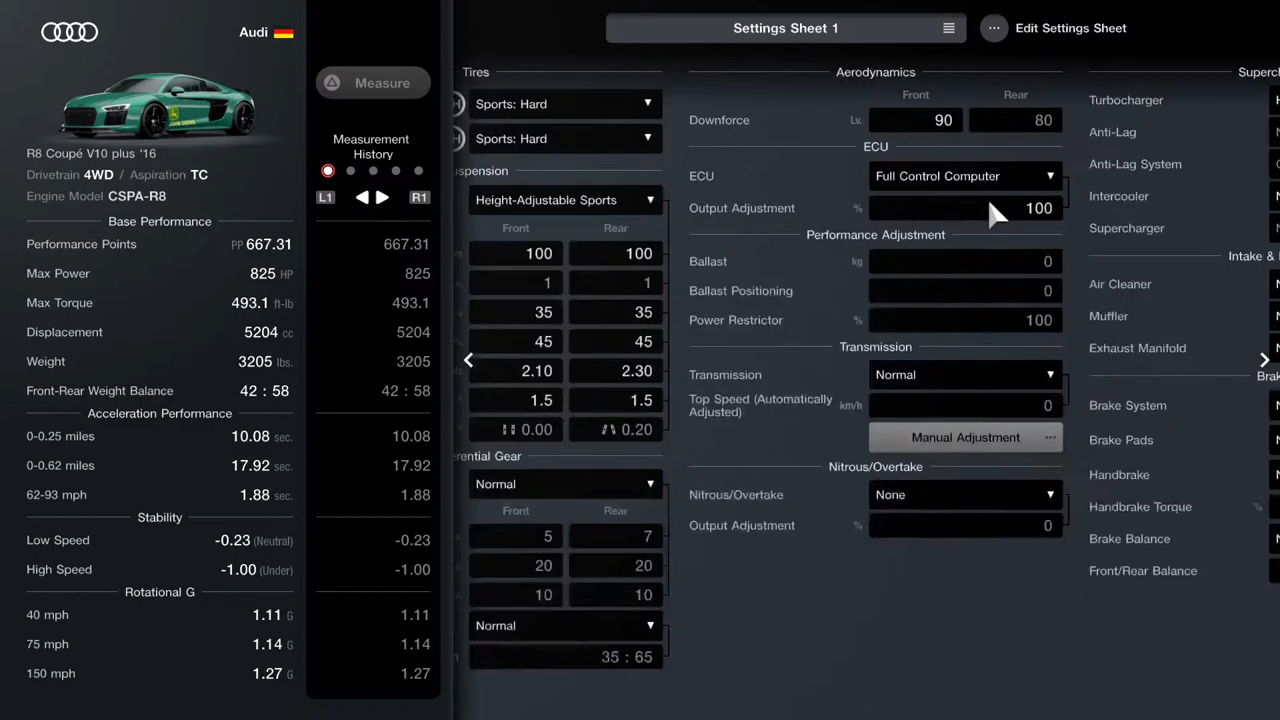 Audi
JOHN DEERE
R8 Coupé V10 plus '16
Drivetrain 4WD / Aspiration TC
Engine Model CSPA-R8
Base Performance
Performance Points PP 667.31
Max Power 825 HP
Max Torque 493.1 ft-lb
Displacement 5204 cc
Weight 3205 lbs.
Front-Rear Weight Balance 42 : 58
Acceleration Performance
0-0.25 miles 10.08 sec.
0-0.62 miles 17.92 sec.
62-93 mph 1.88 sec.
Stability
Low Speed -0.23 (Neutral)
High Speed -1.00 (Under)
Rotational G
40 mph 1.11 G
75 mph 1.14 G
150 mph 1.27 G
Measure
Measurement
History
L1 R1
667.31
825
493.1
5204
3205
42 : 58
10.08
17.92
1.88
-0.23
-1.00
1.11
1.14
1.27
Settings Sheet 1
Edit Settings Sheet
Tires
H Sports: Hard
H Sports: Hard
Height-Adjustable Sports
Front Rear
100 100
1 1
35 35
45 45
2.10 2.30
1.5 1.5
0.00 0.20
Normal
Front Rear
5 7
20 20
10 10
Normal
35 : 65
Aerodynamics
Front Rear
Downforce Lv. 90 80
ECU
ECU Full Control Computer
Output Adjustment % 100
Performance Adjustment
Ballast kg 0
Ballast Positioning 0
Power Restrictor % 100
Transmission
Transmission Normal
Top Speed (Automatically
Adjusted) km/h 0
Manual Adjustment
Nitrous/Overtake
Nitrous/Overtake None
Output Adjustment % 0
Turbocharger
Anti-Lag
Anti-Lag System
Intercooler
Supercharger
Intake &
Air Cleaner
Muffler
Exhaust Manifold
Brake System
Brake Pads
Handbrake
Handbrake Torque %
Brake Balance
Front/Rear Balance